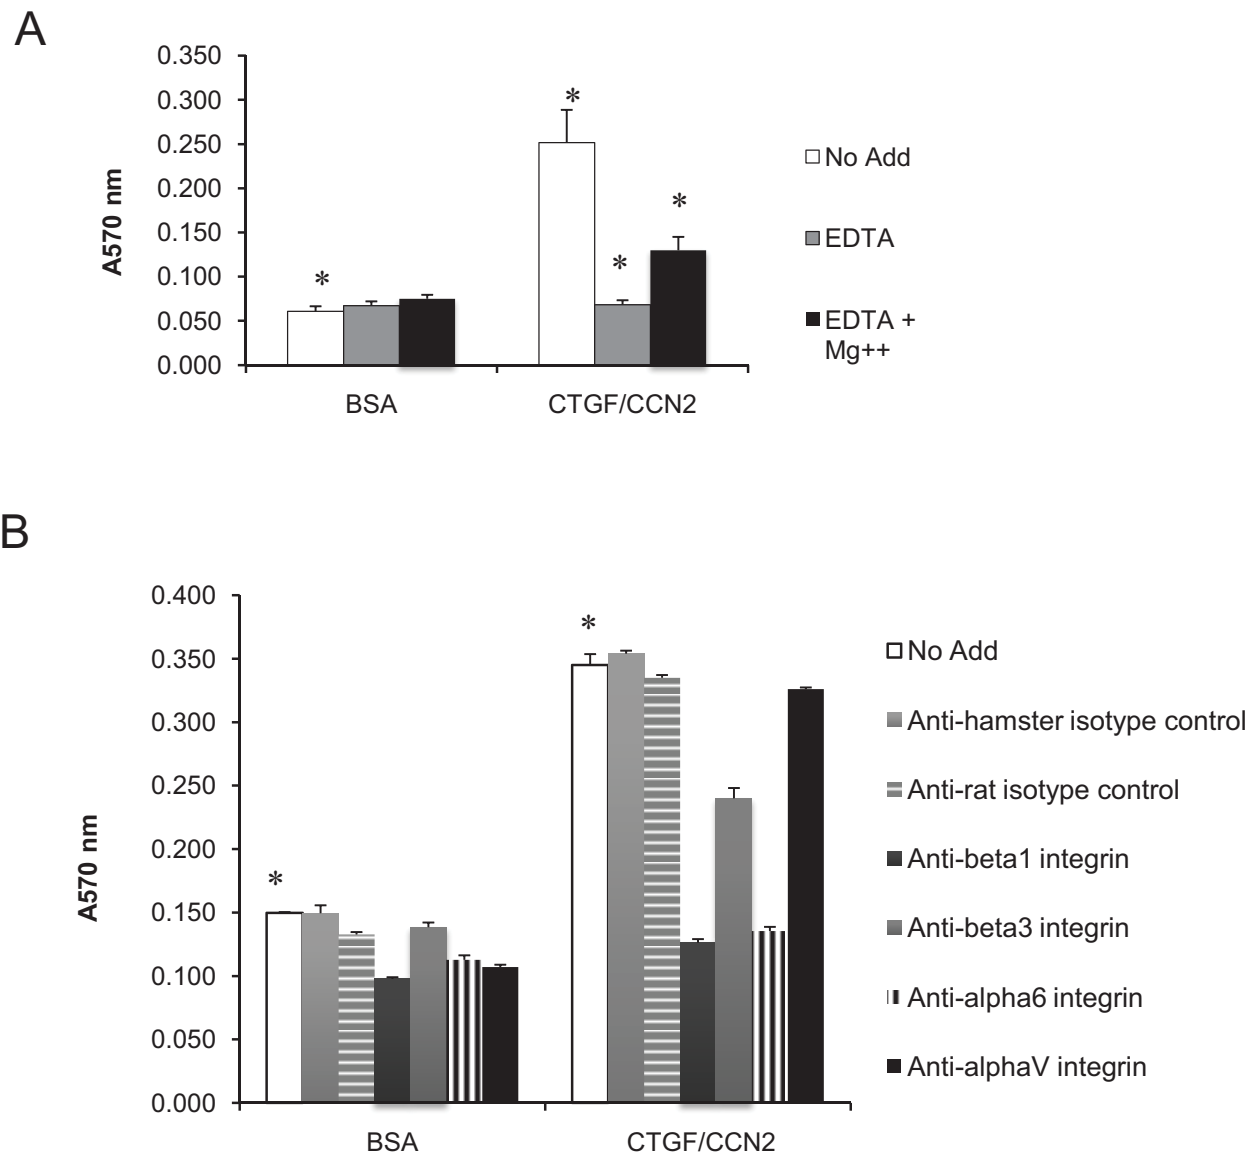 A
0.350
0.300
0.250
0.200
0.150
0.100
0.050
0.000
A570 nm
*
*
*
*
BSA
CTGF/CCN2
No Add
EDTA
EDTA +
Mg++
B
0.400
0.350
0.300
0.250
0.200
0.150
0.100
0.050
0.000
A570 nm
*
*
BSA
CTGF/CCN2
No Add
Anti-hamster isotype control
Anti-rat isotype control
Anti-beta1 integrin
Anti-beta3 integrin
Anti-alpha6 integrin
Anti-alphaV integrin